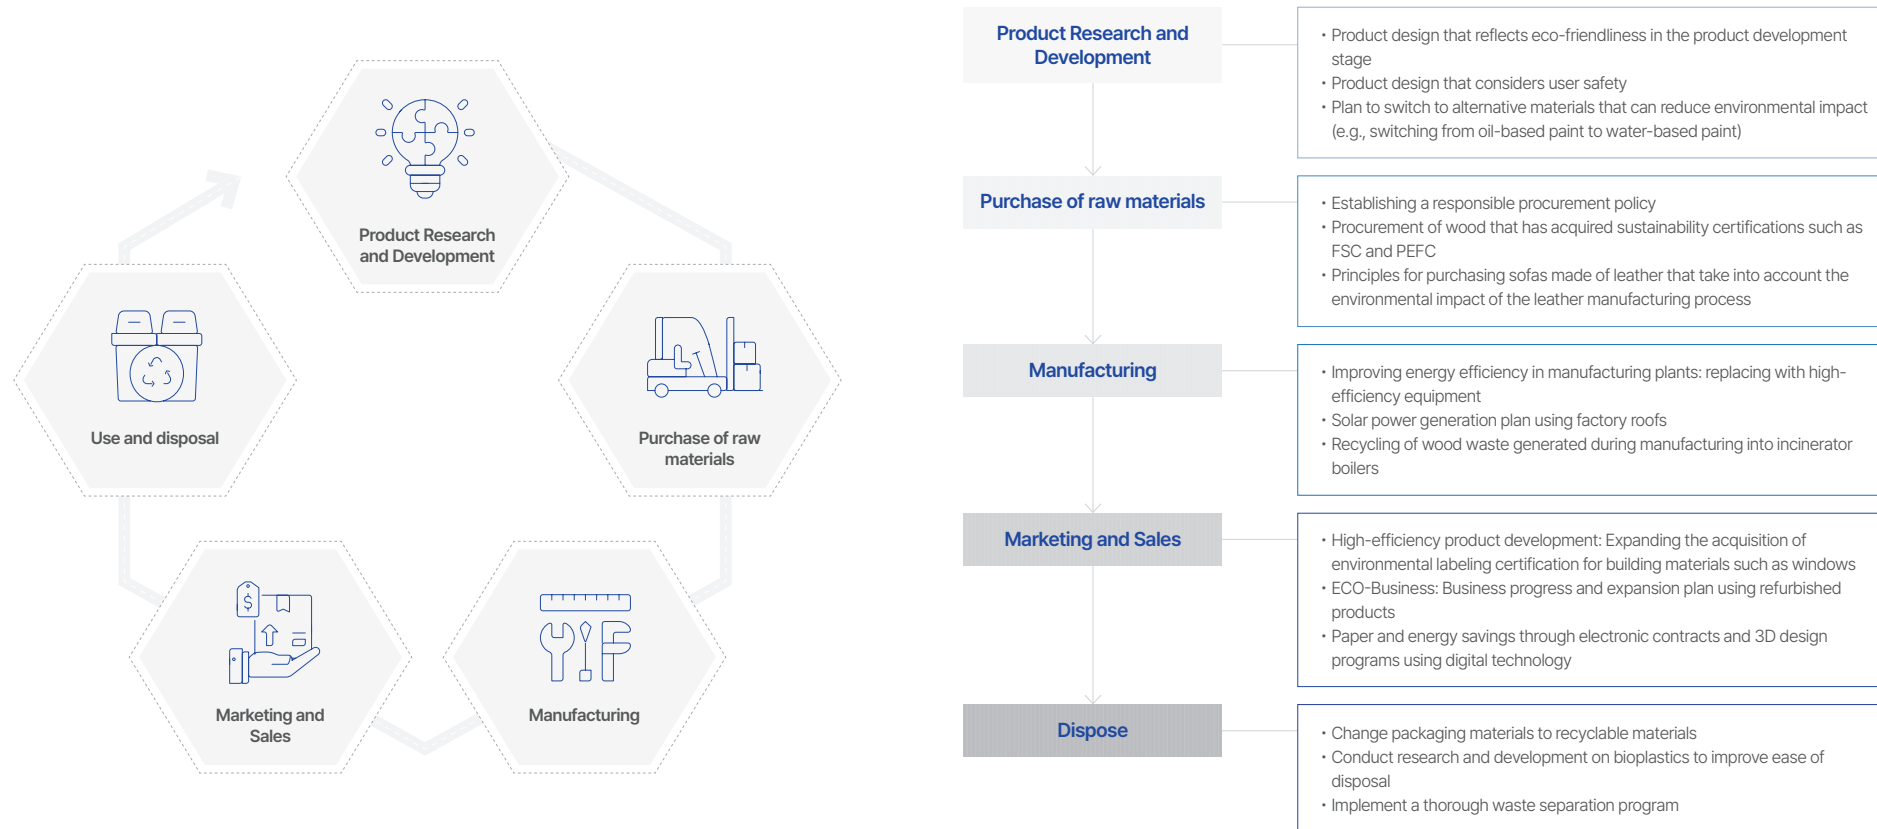 Product Research
and Development
Use and disposal
Purchase of raw
materials
Marketing and
Sales
$
Manufacturing
Product Research and
Development
• Product design that reflects eco-friendliness in the product development
stage
• Product design that considers user safety
• Plan to switch to alternative materials that can reduce environmental impact
(e.g., switching from oil-based paint to water-based paint)
Purchase of raw materials
• Establishing a responsible procurement policy
• Procurement of wood that has acquired sustainability certifications such as
FSC and PEFC
• Principles for purchasing sofas made of leather that take into account the
environmental impact of the leather manufacturing process
Manufacturing
• Improving energy efficiency in manufacturing plants: replacing with high-
efficiency equipment
• Solar power generation plan using factory roofs
• Recycling of wood waste generated during manufacturing into incinerator
boilers
Marketing and Sales
• High-efficiency product development: Expanding the acquisition of
environmental labeling certification for building materials such as windows
• ECO-Business: Business progress and expansion plan using refurbished
products
• Paper and energy savings through electronic contracts and 3D design
programs using digital technology
Dispose
• Change packaging materials to recyclable materials
• Conduct research and development on bioplastics to improve ease of
disposal
• Implement a thorough waste separation program